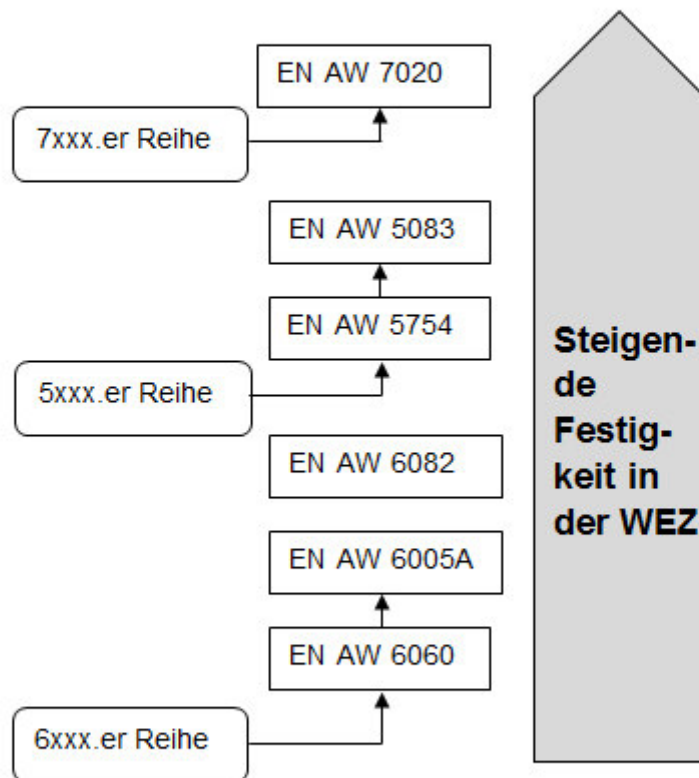 EN AW 7020
7xxx.er Reihe
EN AW 5083
EN AW 5754
5xxx.er Reihe
EN AW 6082
EN AW 6005A
EN AW 6060
6xxx.er Reihe
Steigen-
de
Festig-
keit in
der WEZ